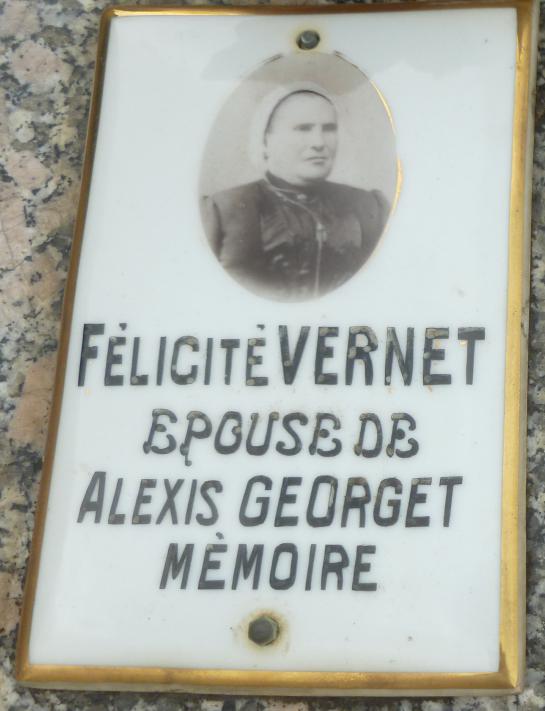 FÉLICITÉ VERNET
EPOUSE DE
ALEXIS GEORGET
MÈMOIRE